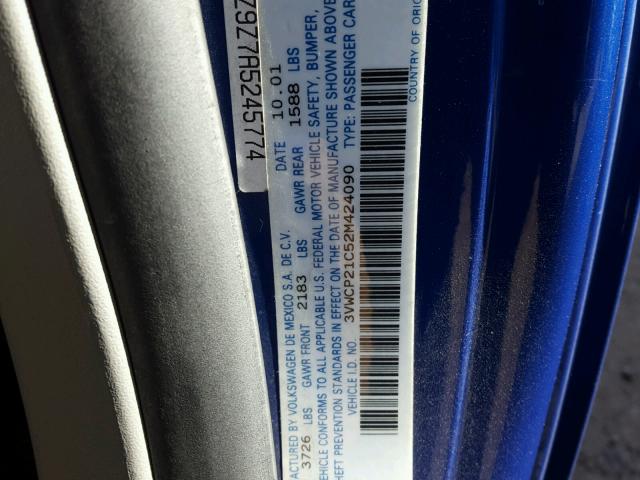 Z9Z7A5245774
ACTURED BY VOLKSWAGEN DE MEXICO S.A. DE C.V. DATE 10.01
3726 LBS GAWR FRONT 2183 LBS GAWR REAR 1588 LBS
EHICLE CONFORMS TO ALL APPLICABLE U.S. FEDERAL MOTOR VEHICLE SAFETY, BUMPER,
HEFT PREVENTION STANDARDS IN EFFECT ON THE DATE OF MANUFACTURE SHOWN ABOVE
VEHICLE I.D. NO. 3VWCP21C52M424090 TYPE: PASSENGER CAR
COUNTRY OF ORIG